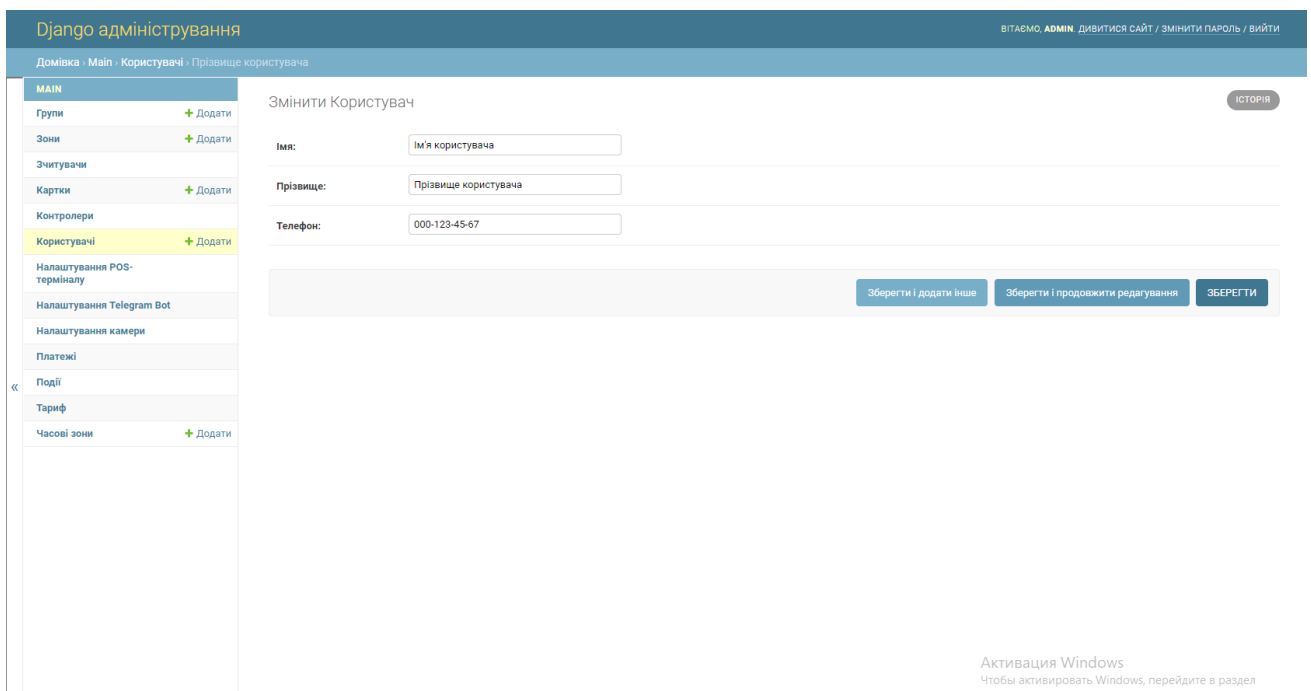 Django адміністрування
ВІТАЄМО, ADMIN. ДИВИТИСЯ САЙТ / ЗМІНИТИ ПАРОЛЬ / ВИЙТИ
Домівка › Main › Користувачі › Прізвище користувача
MAIN
Групи + Додати
Зони + Додати
Зчитувачи
Картки + Додати
Контролери
Користувачі + Додати
Налаштування POS-
терміналу
Налаштування Telegram Bot
Налаштування камери
Платежі
Події
Тариф
Часові зони + Додати
«
Змінити Користувач
ІСТОРІЯ
Імя: Ім'я користувача
Прізвище: Прізвище користувача
Телефон: 000-123-45-67
Зберегти і додати інше Зберегти і продовжити редагування ЗБЕРЕГТИ
Активация Windows
Чтобы активировать Windows, перейдите в раздел